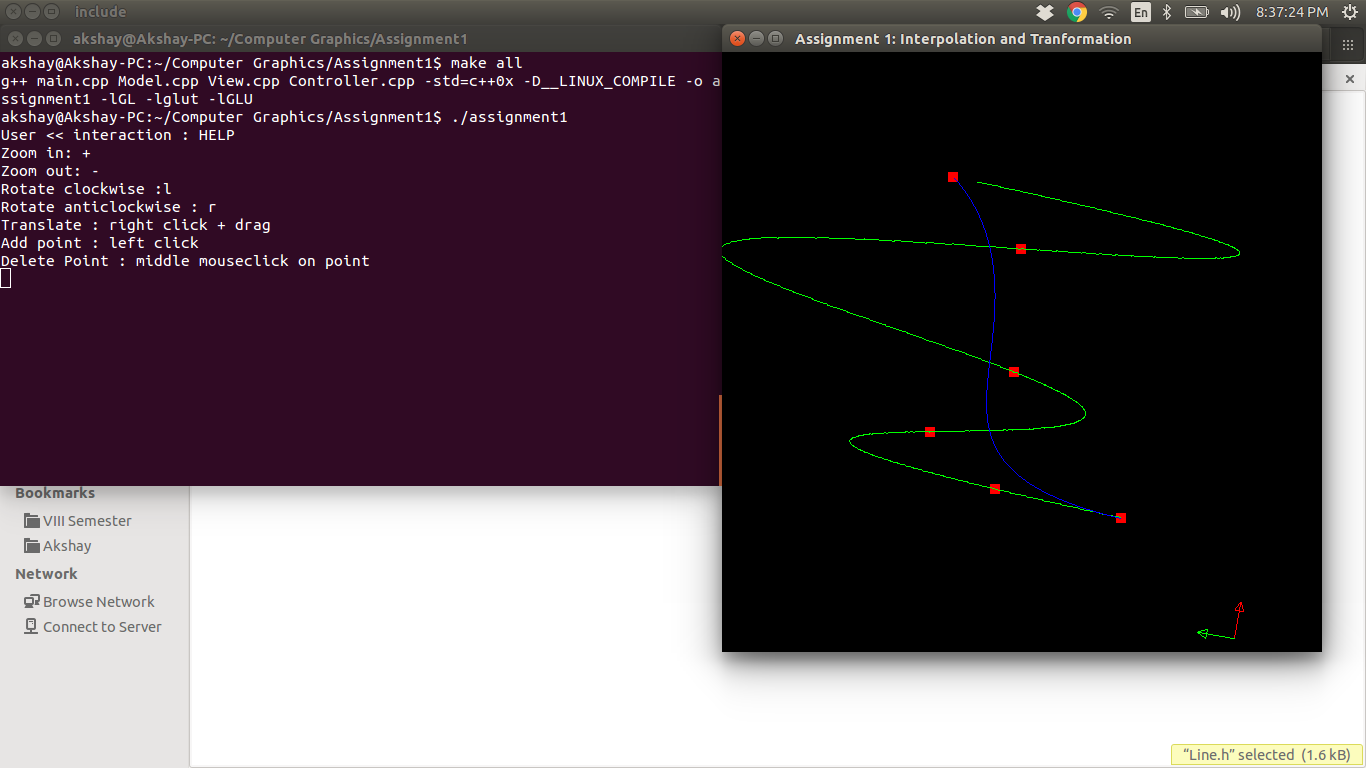 include
En
8:37:24 PM
akshay@Akshay-PC: ~/Computer Graphics/Assignment1
akshay@Akshay-PC:~/Computer Graphics/Assignment1$ make all
g++ main.cpp Model.cpp View.cpp Controller.cpp -std=c++0x -D__LINUX_COMPILE -o a
ssignment1 -lGL -lglut -lGLU
akshay@Akshay-PC:~/Computer Graphics/Assignment1$ ./assignment1
User << interaction : HELP
Zoom in: +
Zoom out: -
Rotate clockwise :l
Rotate anticlockwise : r
Translate : right click + drag
Add point : left click
Delete Point : middle mouseclick on point
Assignment 1: Interpolation and Tranformation
Bookmarks
VIII Semester
Akshay
Network
Browse Network
Connect to Server
“Line.h” selected (1.6 kB)